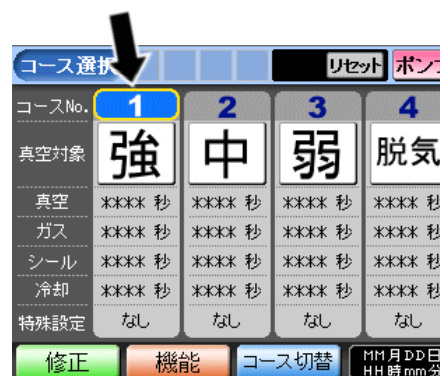 コース選択 リセット ポンプ
コースNo. 1 2 3 4
真空対象 強 中 弱 脱気
真空 **** 秒 **** 秒 **** 秒 **** 秒
ガス **** 秒 **** 秒 **** 秒 **** 秒
シール **** 秒 **** 秒 **** 秒 **** 秒
冷却 **** 秒 **** 秒 **** 秒 **** 秒
特殊設定 なし なし なし なし
修正 機能 コース切替 MM月DD日
HH時mm分